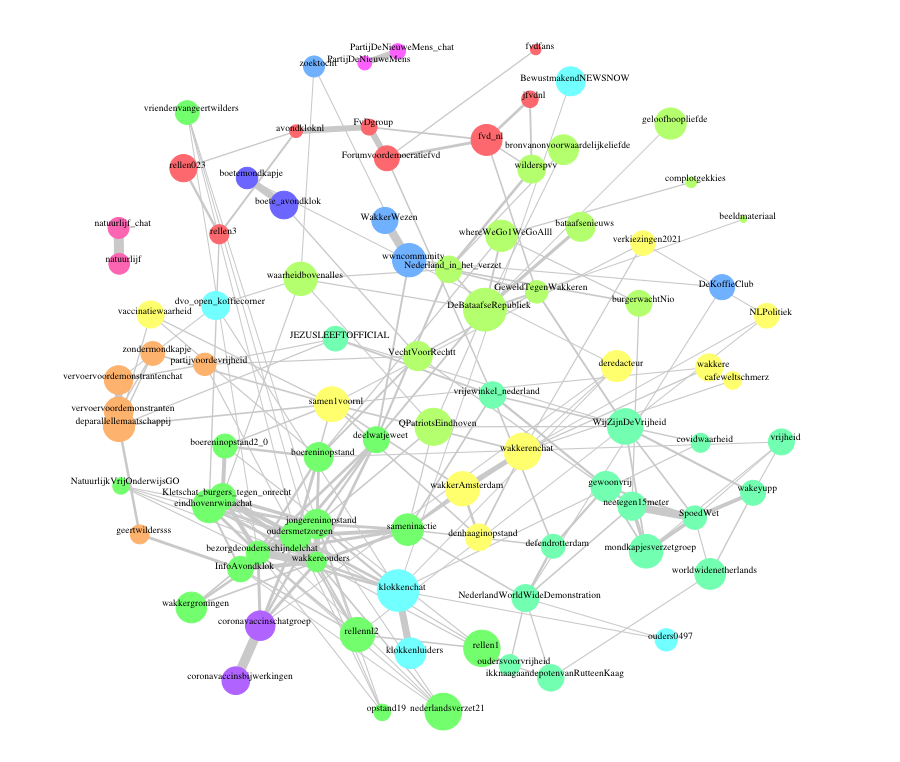 PartijDeNieuweMens_chat
fvdfans
PartijDeNieuweMens
zoektocht
BewustmakendNEWSNOW
jfvdnl
vriendenvangeertwilders
geloofhoopliefde
avondkloknl
FvDgroup
fvd_nl
bronvanonvoorwaardelijkeliefde
Forumvoordemocratiefvd
rellen023
wilderspvv
boetemondkapje
complotgekkies
boete_avondklok
WakkerWezen
beeldmateriaal
natuurlijf_chat
bataafsenieuws
rellen3
whereWeGo1WeGoAlll
verkiezingen2021
natuurlijf
wwncommunity
Nederland_in_het_verzet
waarheidbovenalles
GeweldTegenWakkeren
DeKoffieClub
dvo_open_koffiecorner
burgerwachtNio
DeBataafseRepubliek
vaccinatiewaarheid
NLPolitiek
JEZUSLEEFTOFFICIAL
zondermondkapje
VechtVoorRechtt
partijvoordevrijheid
deredacteur
wakkere
vervoervoordemonstrantenchat
cafeweltschmerz
vrijewinkel_nederland
samen1voornl
vervoervoordemonstranten
deparallellemaatschappij
QPatriotsEindhoven
WijZijnDeVrijheid
deelwatjeweet
boereninopstand2_0
covidwaarheid
vrijheid
wakkerenchat
boereninopstand
NatuurlijkVrijOnderwijsGO
gewoonvrij
wakkerAmsterdam
wakeyupp
Kletschat_burgers_tegen_onrecht
eindhovenrwinachat
neetegen15meter
SpoedWet
jongereninopstand
sameninactie
geertwildersss
oudersmetzorgen
denhaaginopstand
bezorgdeoudersschijndelchat
defendrotterdam
mondkapjesverzetgroep
wakkereouders
InfoAvondklok
worldwidenetherlands
klokkenchat
NederlandWorldWideDemonstration
wakkergroningen
coronavaccinschatgroep
rellennl2
ouders0497
rellen1
klokkenluiders
oudersvoorvrijheid
ikknaagaandepotenvanRutteenKaag
coronavaccinsbijwerkingen
opstand19
nederlandsverzet21